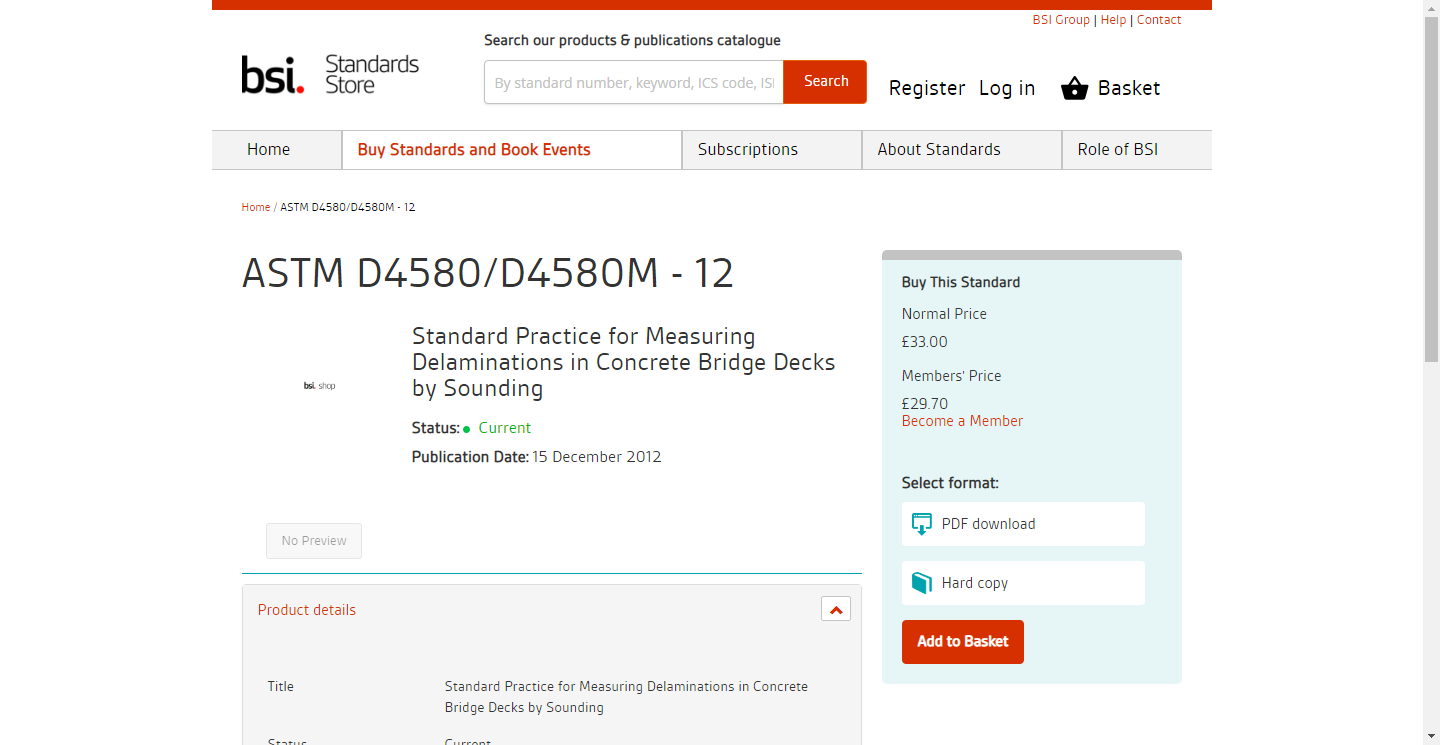 BSI Group | Help | Contact
Search our products & publications catalogue
bsi. Standards Store
By standard number, keyword, ICS code, ISI
Search
Register Log in Basket
Home
Buy Standards and Book Events
Subscriptions
About Standards
Role of BSI
Home / ASTM D4580/D4580M - 12
ASTM D4580/D4580M - 12
bsi. shop
Standard Practice for Measuring
Delaminations in Concrete Bridge Decks
by Sounding
Status: Current
Publication Date: 15 December 2012
No Preview
Product details
Title
Standard Practice for Measuring Delaminations in Concrete
Bridge Decks by Sounding
Status
Current
Buy This Standard
Normal Price
£33.00
Members' Price
£29.70
Become a Member
Select format:
PDF download
Hard copy
Add to Basket